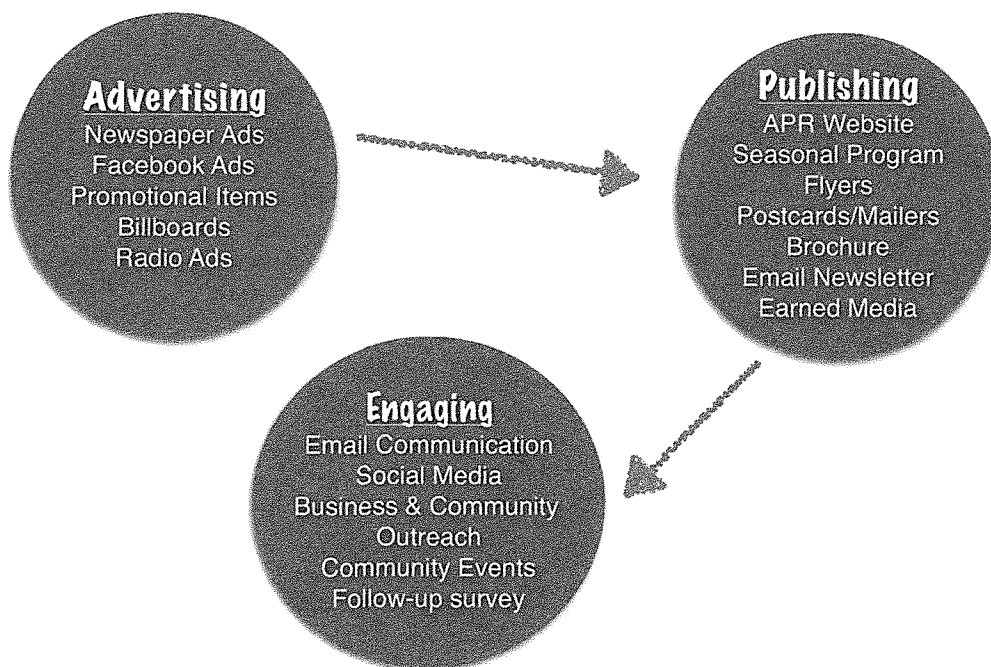 Advertising
Newspaper Ads
Facebook Ads
Promotional Items
Billboards
Radio Ads
Publishing
APR Website
Seasonal Program
Flyers
Postcards/Mailers
Brochure
Email Newsletter
Earned Media
Engaging
Email Communication
Social Media
Business & Community
Outreach
Community Events
Follow-up survey